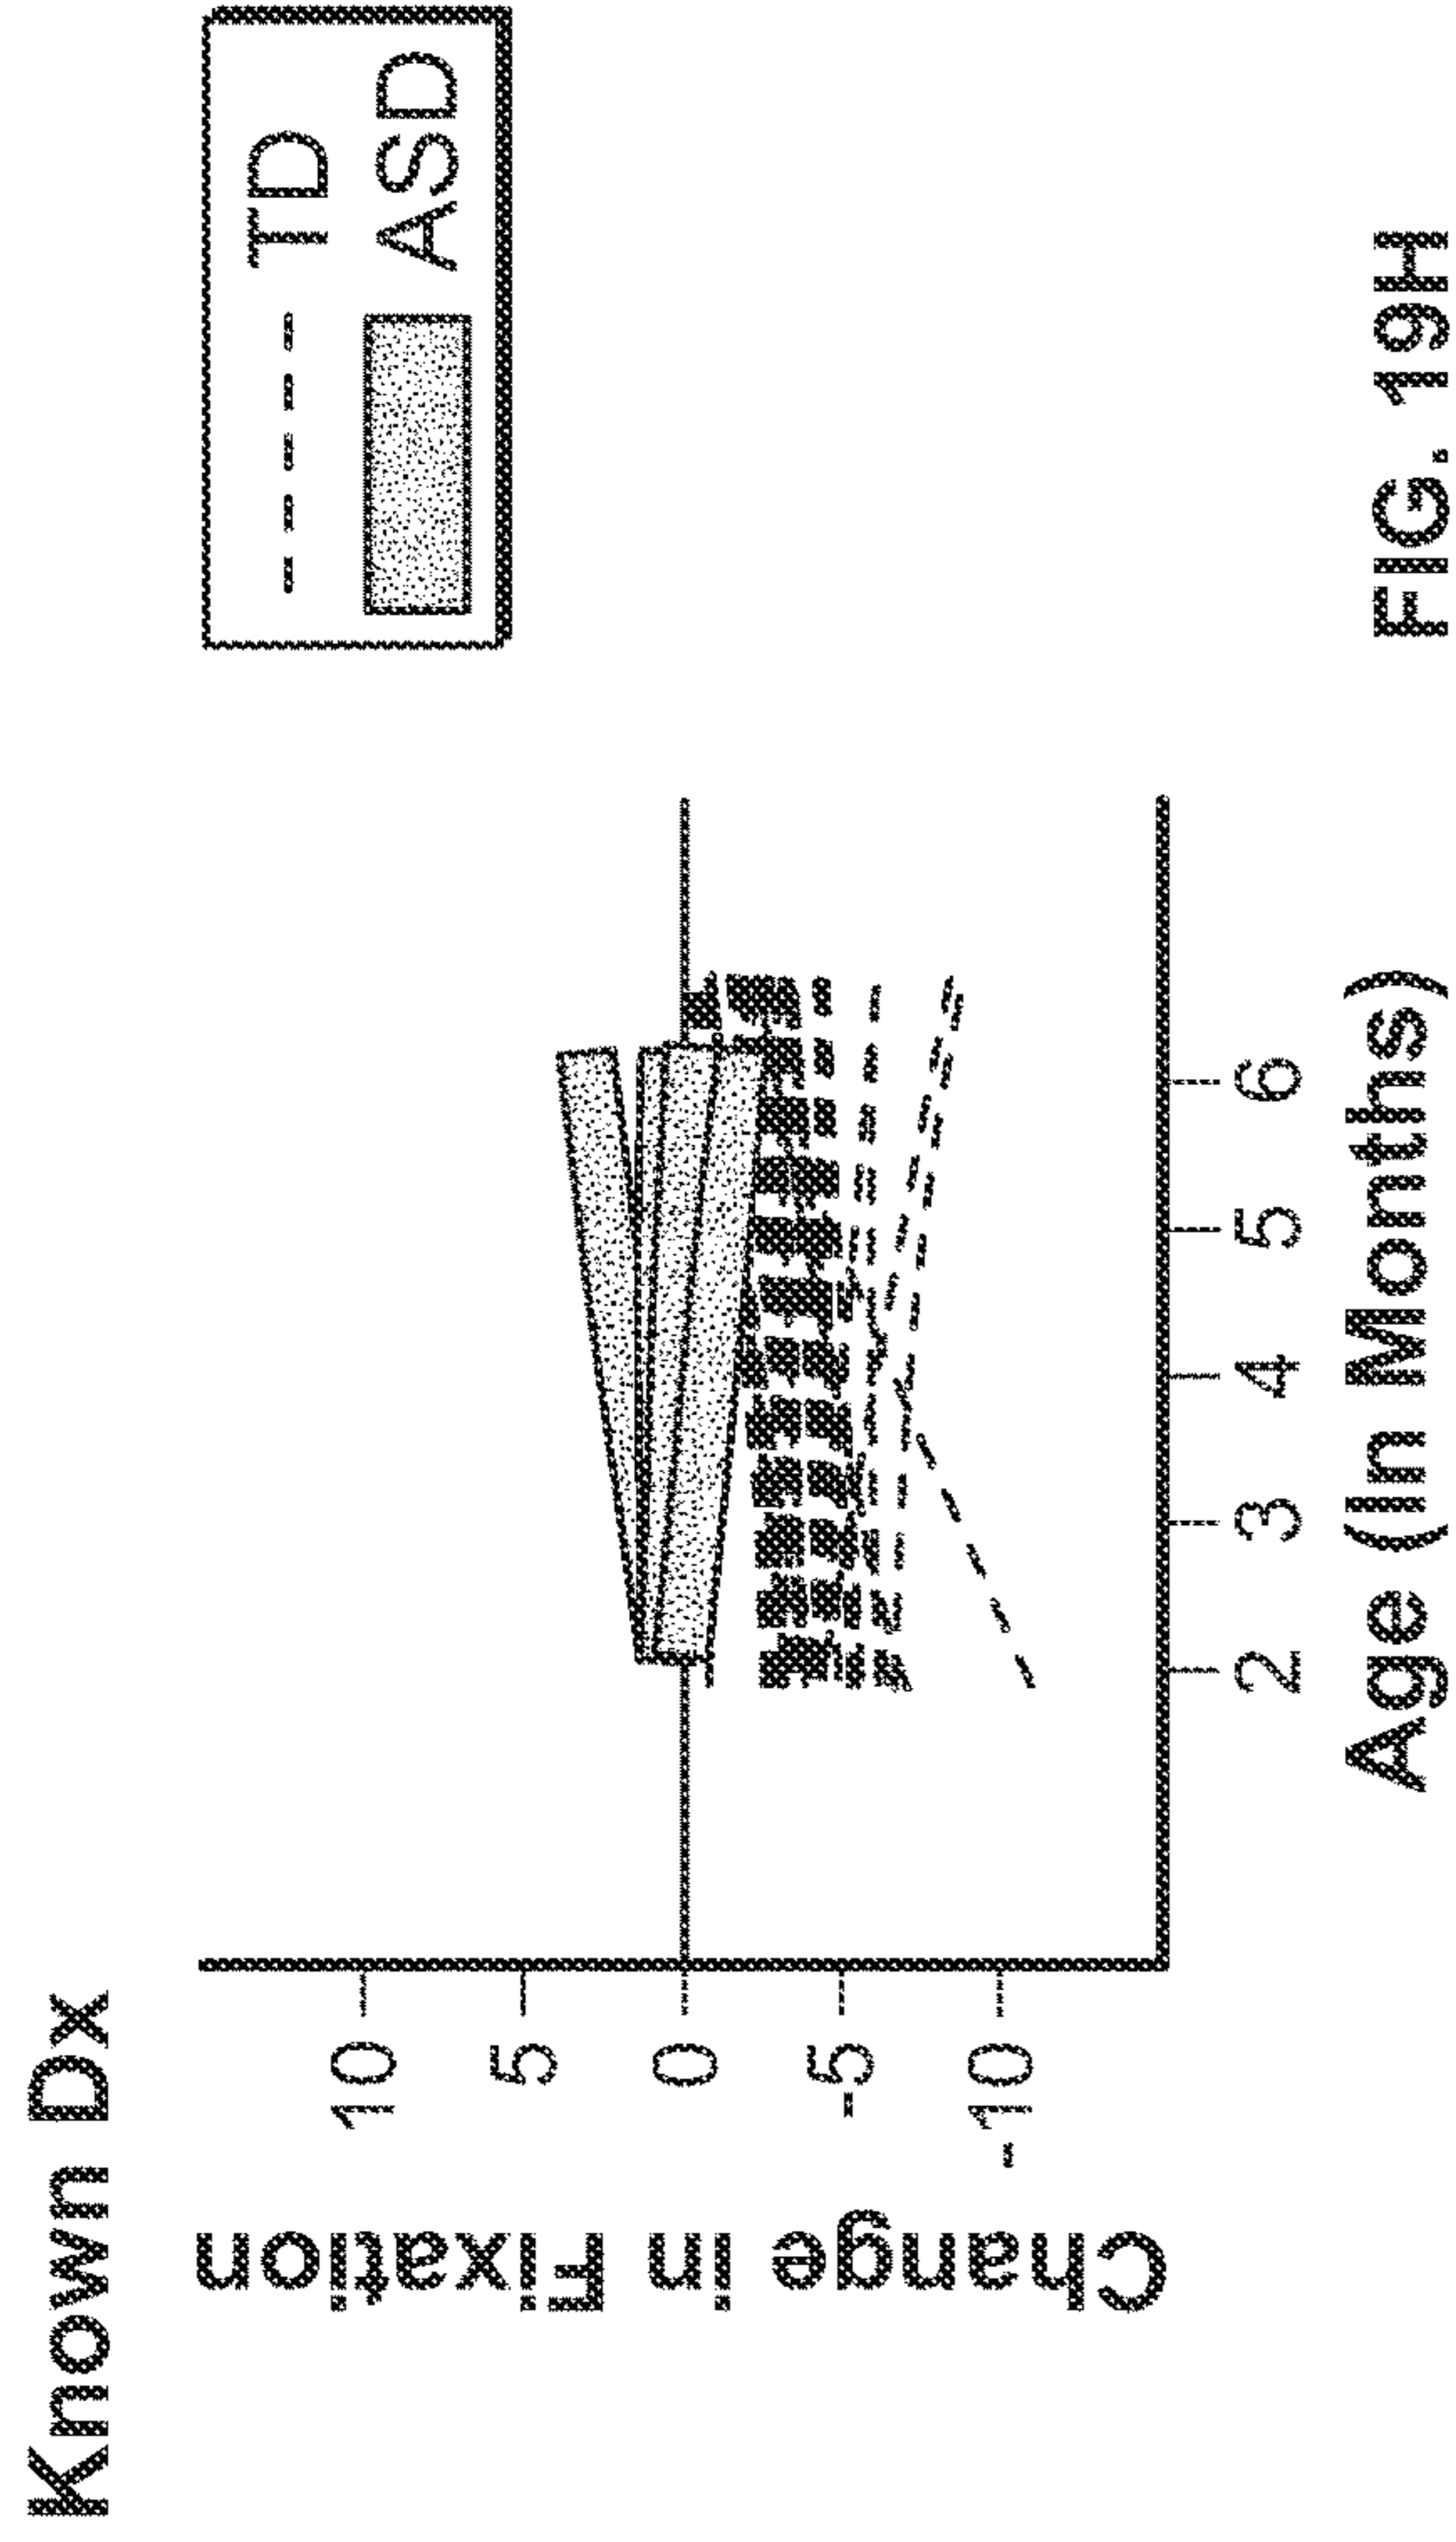 Known Dx
TD
ASD
Change in Fixation
10
5
0
-5
-10
2
3
4
5
6
Age (In Months)
FIG. 19H